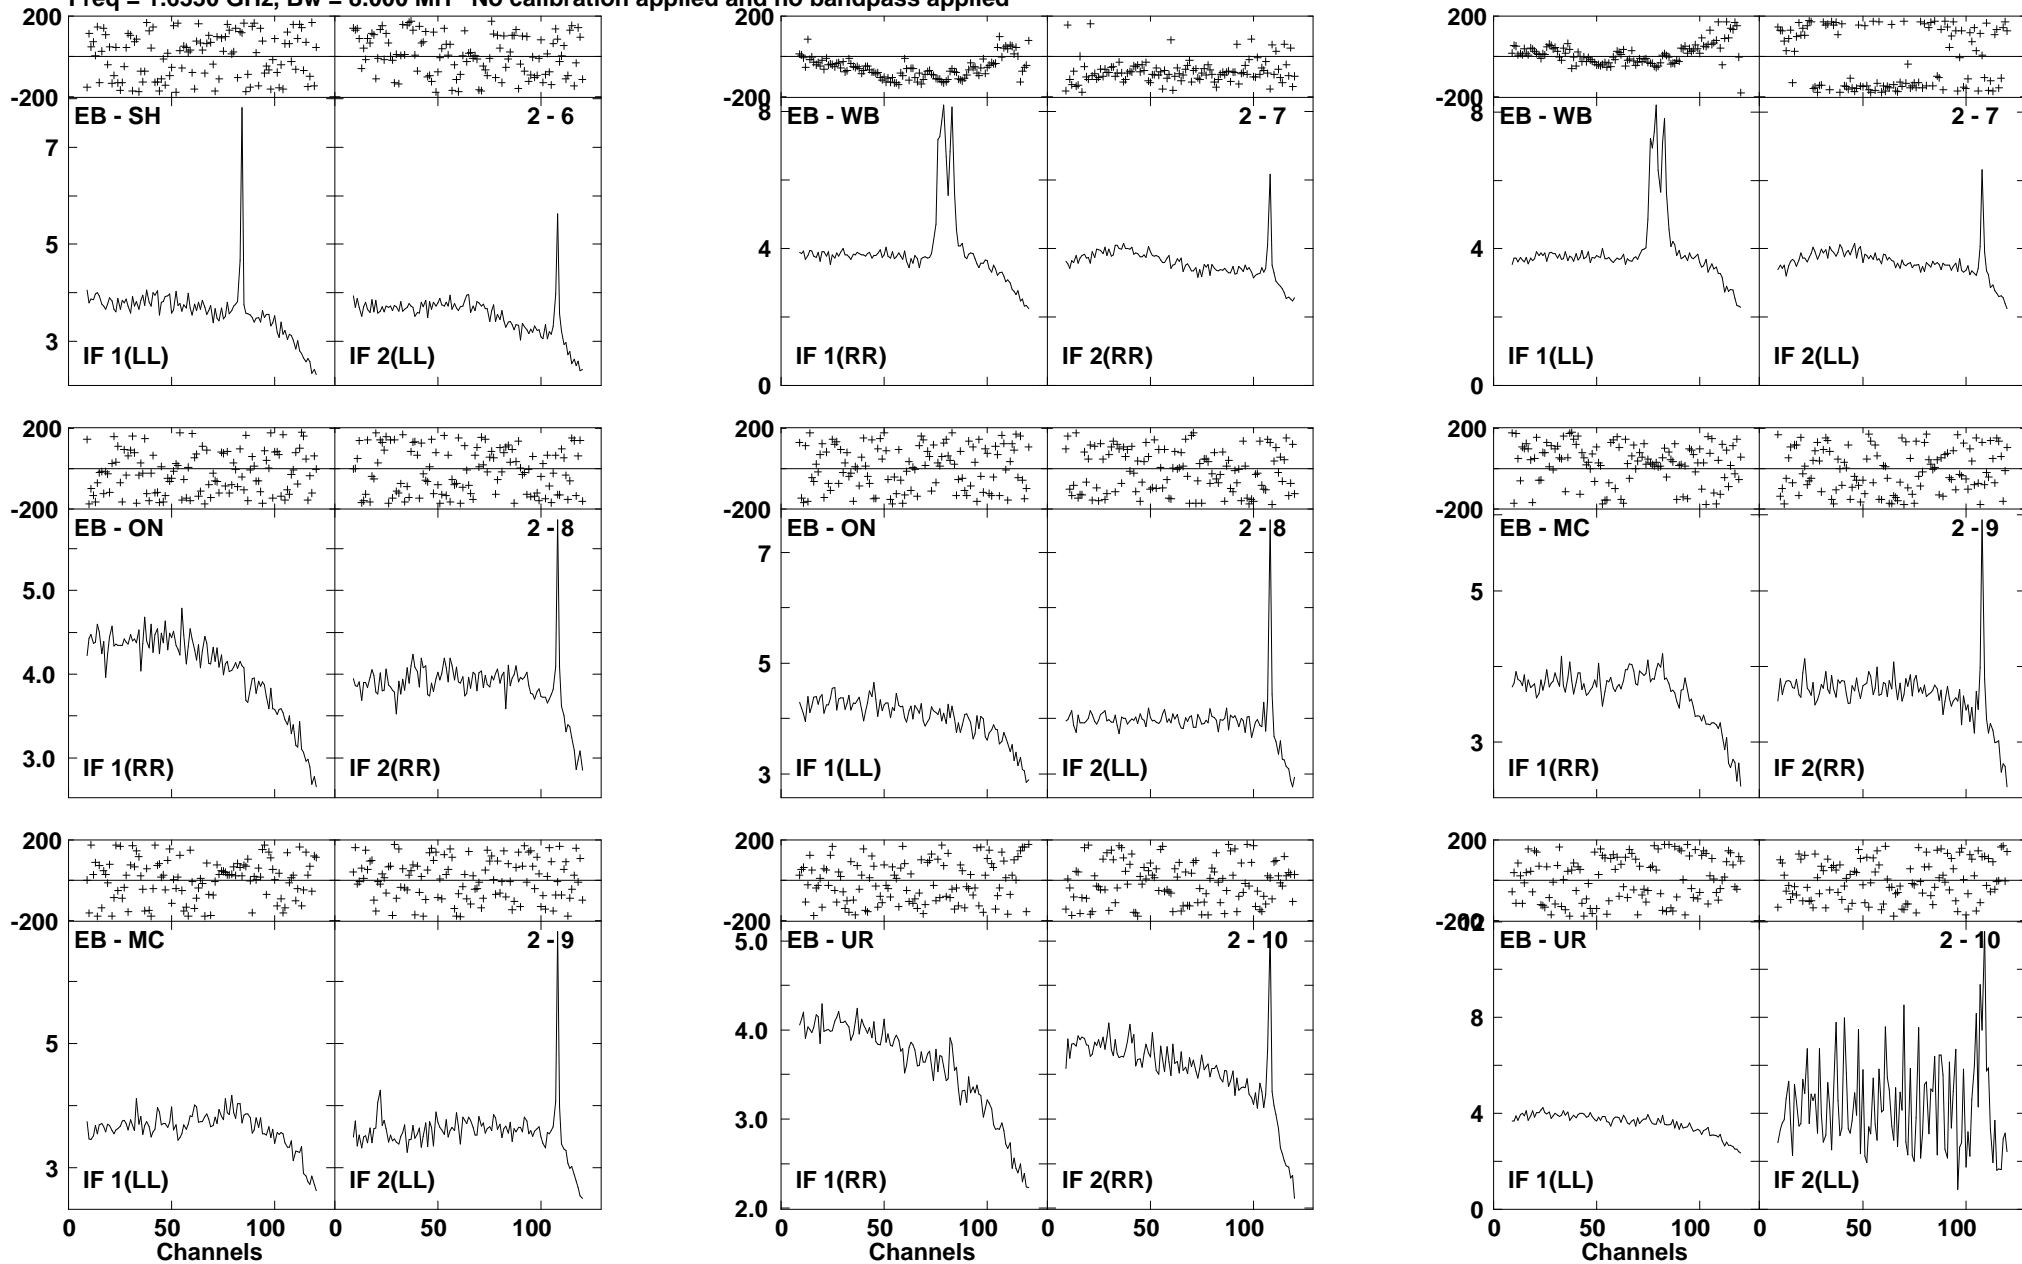 No calibration applied and no bandpass applied
200 200 200
-200 -200 -200
EB - SH 2 - 6 8 EB - WB 2 - 7 8 EB - WB 2 - 7
7
5 4 4
3
IF 1(LL) IF 2(LL) IF 1(RR) IF 2(RR) IF 1(LL) IF 2(LL)
0 0
200 200 200
-200 -200 -200
EB - ON 2 - 8 EB - ON 2 - 8 EB - MC 2 - 9
5.0 7 5
4.0 5
3.0 3 3
IF 1(RR) IF 2(RR) IF 1(LL) IF 2(LL) IF 1(RR) IF 2(RR)
200 200 200
-200 -200 -200
EB - MC 2 - 9 5.0 EB - UR 2 - 10 12 EB - UR 2 - 10
5 4.0 8
3 3.0 4
IF 1(LL) IF 2(LL) IF 1(RR) IF 2(RR) IF 1(LL) IF 2(LL)
2.0 0
0 50 100 0 50 100 0 50 100 0 50 100 0 50 100 0 50 100
Channels Channels Channels